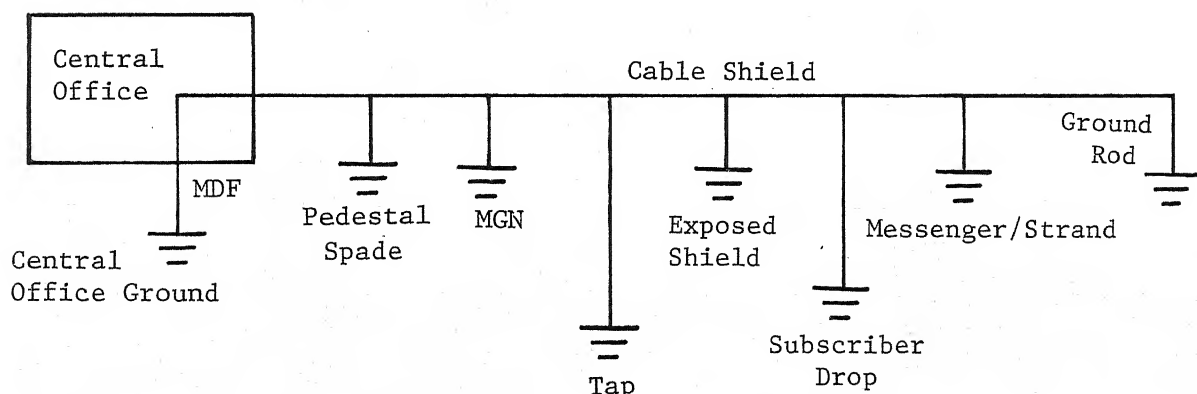 Central
Office
Cable Shield
Ground
Rod
MDF
Pedestal
Spade
MGN
Exposed
Shield
Messenger/Strand
Central
Office Ground
Subscriber
Drop
Tap